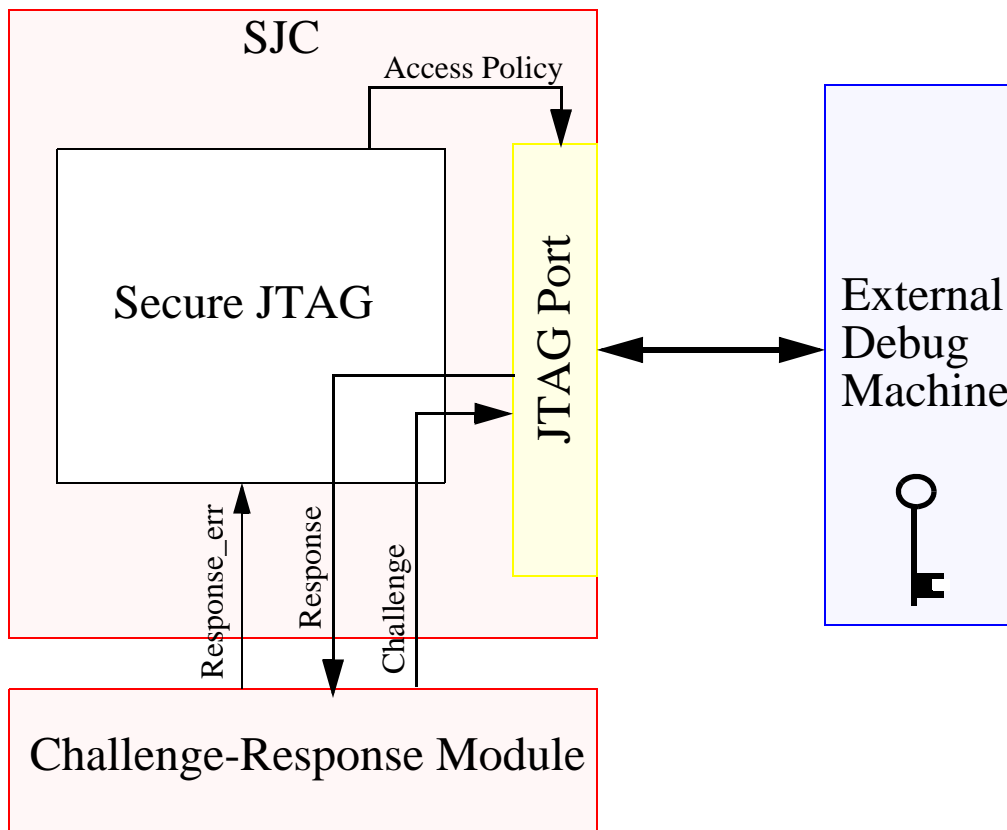 SJC
Access Policy
Secure JTAG
JTAG Port
External
Debug
Machine
Response_err
Response
Challenge
Challenge-Response Module